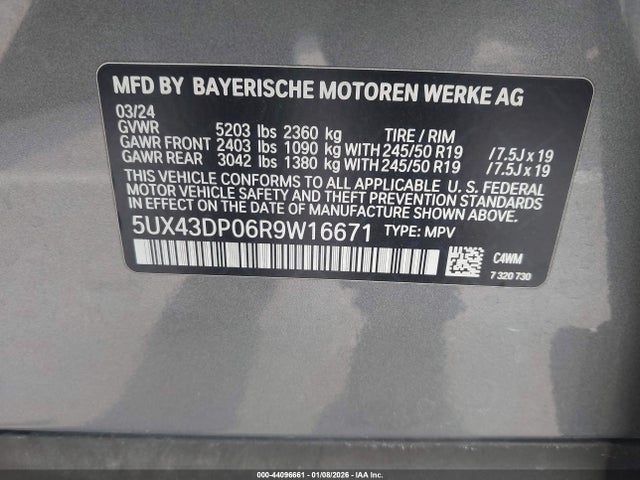 MFD BY BAYERISCHE MOTOREN WERKE AG
03/24
GVWR 5203 lbs 2360 kg TIRE / RIM
GAWR FRONT 2403 lbs 1090 kg WITH 245/50 R19 /7.5J x 19
GAWR REAR 3042 lbs 1380 kg WITH 245/50 R19 /7.5J x 19
THIS VEHICLE CONFORMS TO ALL APPLICABLE U. S. FEDERAL
MOTOR VEHICLE SAFETY AND THEFT PREVENTION STANDARDS
IN EFFECT ON THE DATE OF MANUFACTURE SHOWN ABOVE.
5UX43DP06R9W16671 TYPE: MPV
C4WM
7 320 730
000-44096661 - 01/08/2026 - IAA Inc.